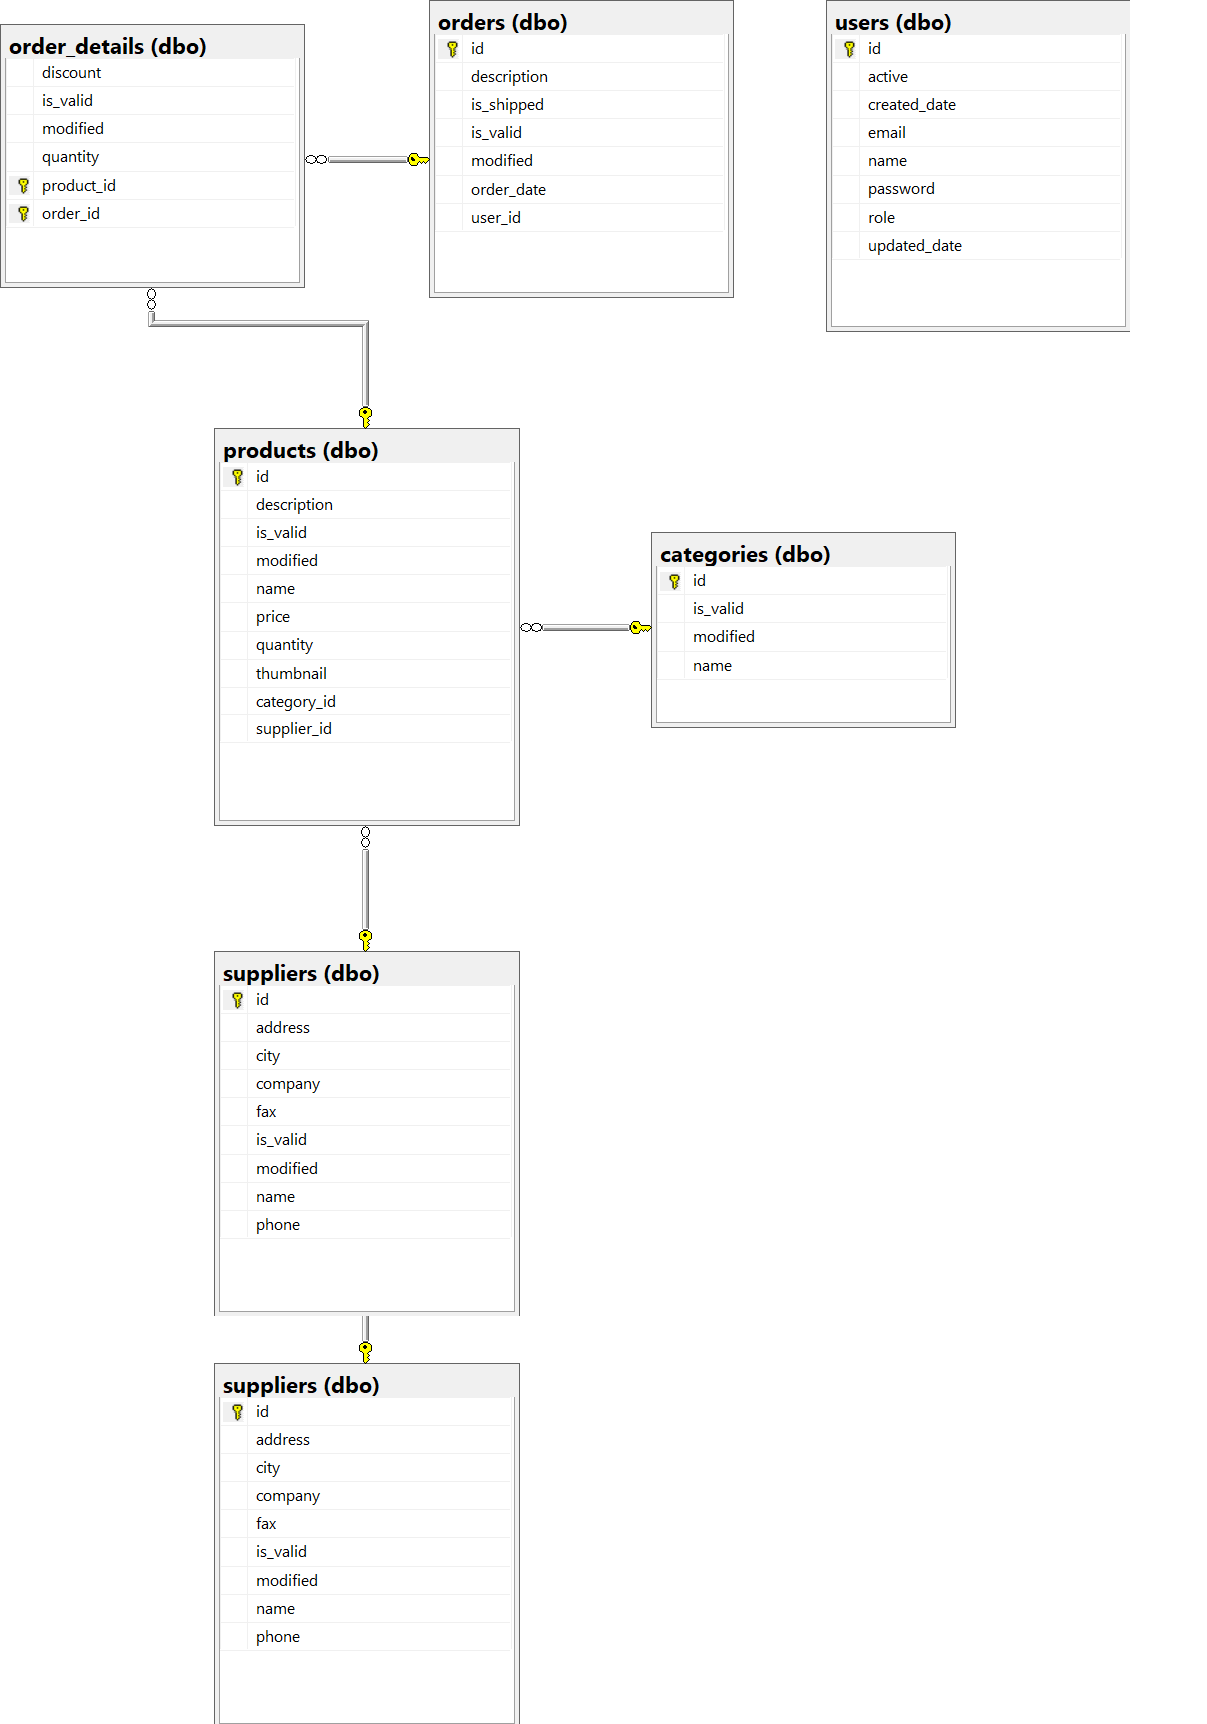 order_details (dbo)
discount
is_valid
modified
quantity
product_id
order_id
orders (dbo)
id
description
is_shipped
is_valid
modified
order_date
user_id
users (dbo)
id
active
created_date
email
name
password
role
updated_date
products (dbo)
id
description
is_valid
modified
name
price
quantity
thumbnail
category_id
supplier_id
categories (dbo)
id
is_valid
modified
name
suppliers (dbo)
id
address
city
company
fax
is_valid
modified
name
phone
suppliers (dbo)
id
address
city
company
fax
is_valid
modified
name
phone